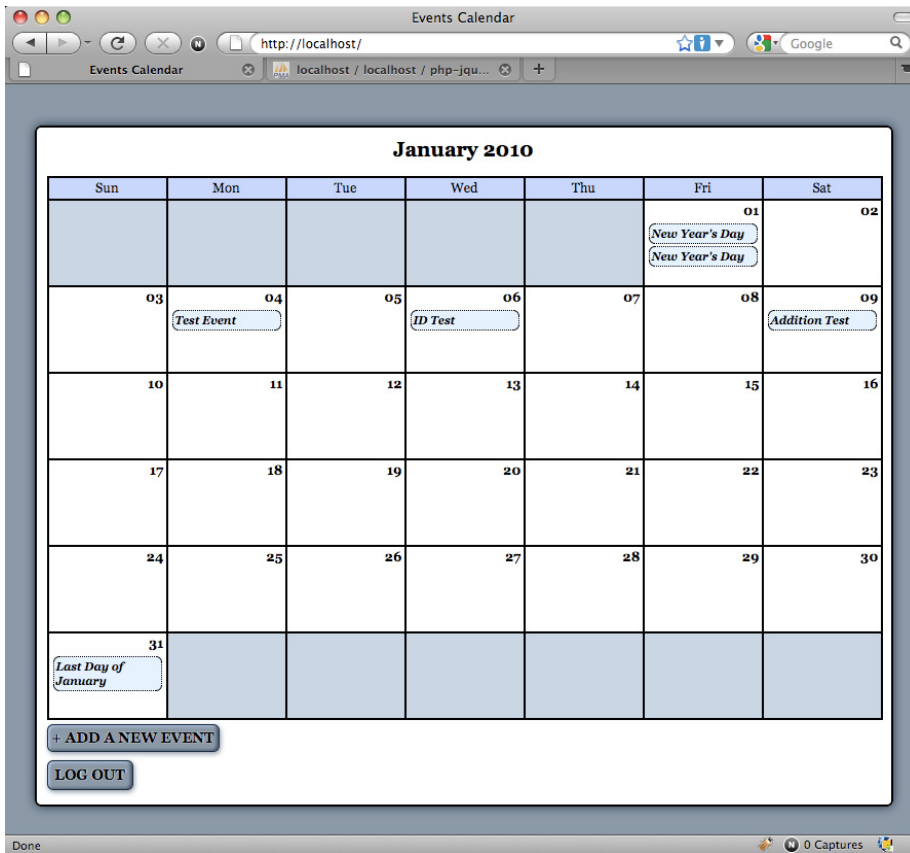 Events Calendar
http://localhost/
Google
Events Calendar
localhost / localhost / php-jqu...
+
January 2010
Sun Mon Tue Wed Thu Fri Sat
01 02
New Year's Day
New Year's Day
03 04 05 06 07 08 09
Test Event ID Test Addition Test
10 11 12 13 14 15 16
17 18 19 20 21 22 23
24 25 26 27 28 29 30
31
Last Day of
January
+ ADD A NEW EVENT
LOG OUT
Done
N 0 Captures